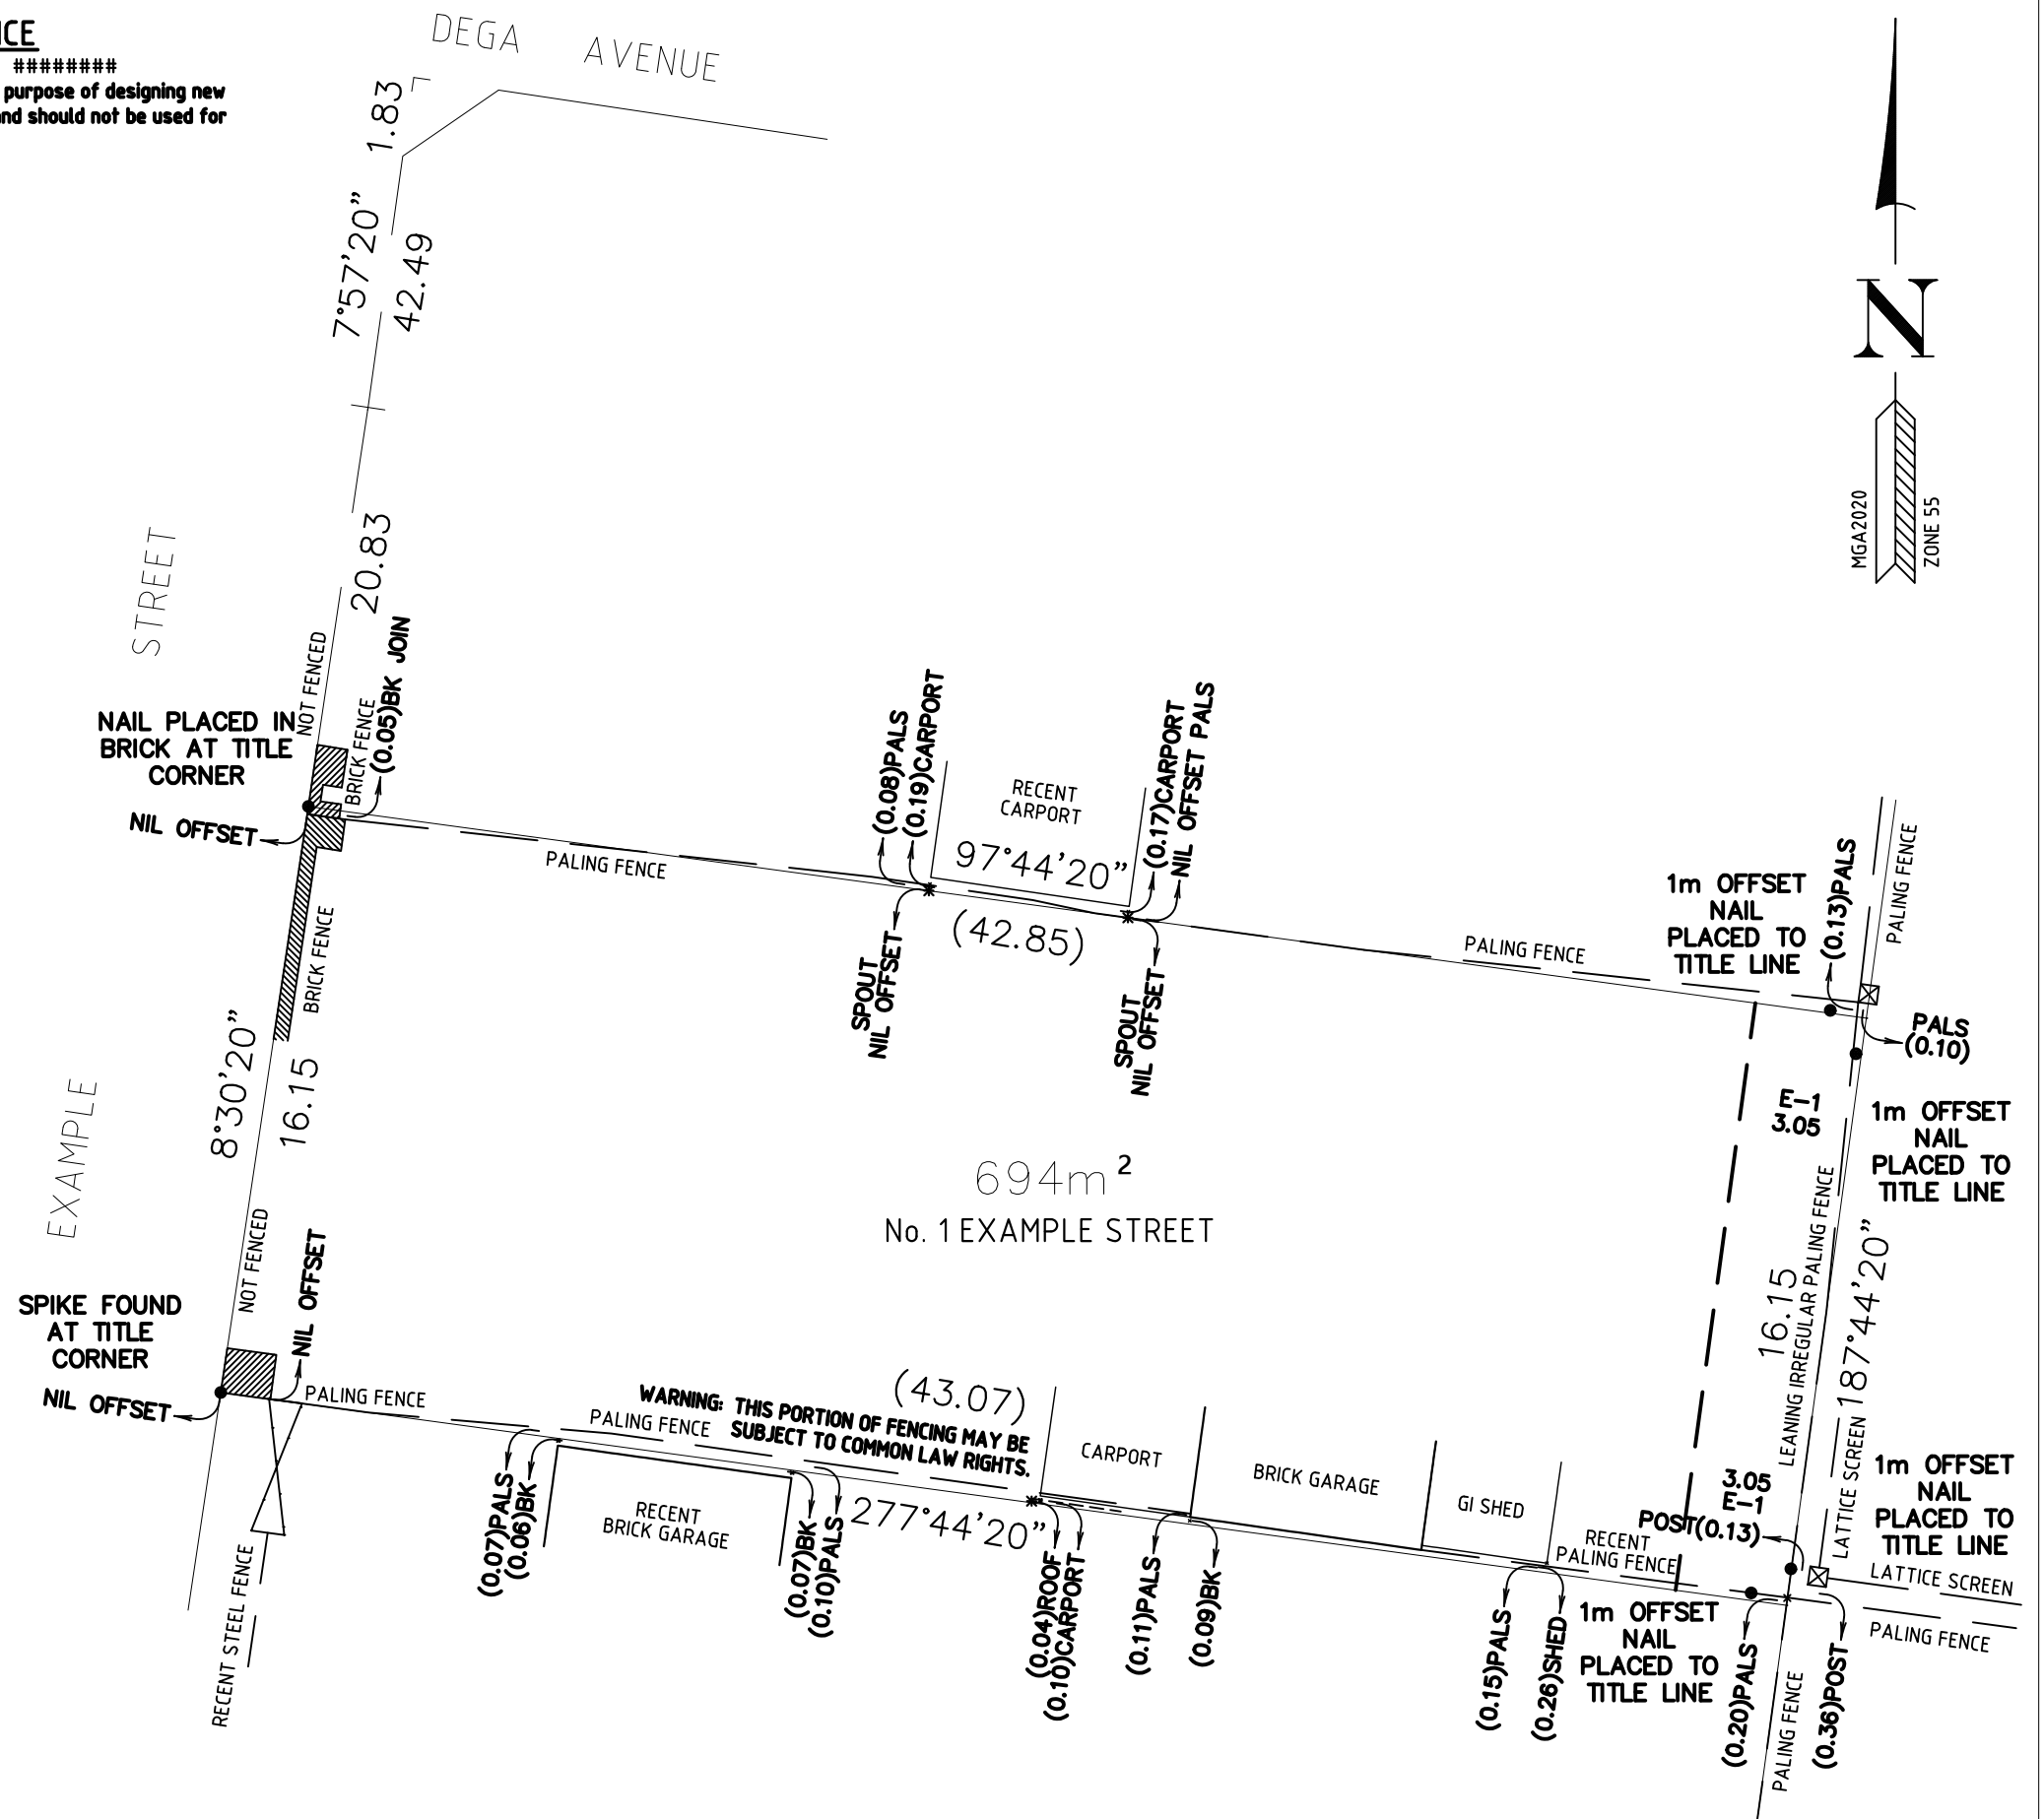 ICE
########
purpose of designing new
and should not be used for
DEGA AVENUE
1.83
7°57'20"
42.49
20.83
N
MGA2020
ZONE 55
STREET
EXAMPLE
NOT FENCED
BRICK FENCE
(0.05)BK JOIN
NAIL PLACED IN
BRICK AT TITLE
CORNER
NIL OFFSET
PALING FENCE
(0.08)PALS
(0.19)CARPORT
RECENT
CARPORT
97°44'20"
(42.85)
(0.17)CARPORT
NIL OFFSET PALS
SPOUT
NIL OFFSET
SPOUT
NIL OFFSET
PALING FENCE
1m OFFSET
NAIL
PLACED TO
TITLE LINE
(0.13)PALS
PALING FENCE
PALS
(0.10)
E-1
3.05
1m OFFSET
NAIL
PLACED TO
TITLE LINE
BRICK FENCE
8°30'20"
16.15
694m²
No. 1 EXAMPLE STREET
NOT FENCED
NIL OFFSET
SPIKE FOUND
AT TITLE
CORNER
NIL OFFSET
PALING FENCE
RECENT STEEL FENCE
PALING FENCE
WARNING: THIS PORTION OF FENCING MAY BE
SUBJECT TO COMMON LAW RIGHTS.
(43.07)
277°44'20"
(0.07)PALS
(0.06)BK
RECENT
BRICK GARAGE
(0.07)BK
(0.10)PALS
CARPORT
BRICK GARAGE
GI SHED
(0.04)ROOF
(0.10)CARPORT
(0.11)PALS
(0.09)BK
(0.15)PALS
(0.26)SHED
RECENT
PALING FENCE
16.15
LEANING IRREGULAR PALING FENCE
187°44'20"
LATTICE SCREEN
3.05
E-1
POST(0.13)
1m OFFSET
NAIL
PLACED TO
TITLE LINE
LATTICE SCREEN
PALING FENCE
1m OFFSET
NAIL
PLACED TO
TITLE LINE
(0.20)PALS
PALING FENCE
(0.36)POST